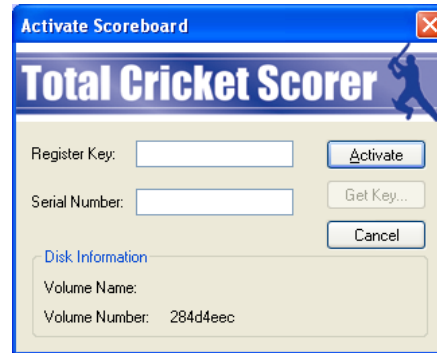 Activate Scoreboard
Total Cricket Scorer
Register Key:
Activate
Serial Number:
Get Key...
Cancel
Disk Information
Volume Name:
Volume Number: 284d4eec